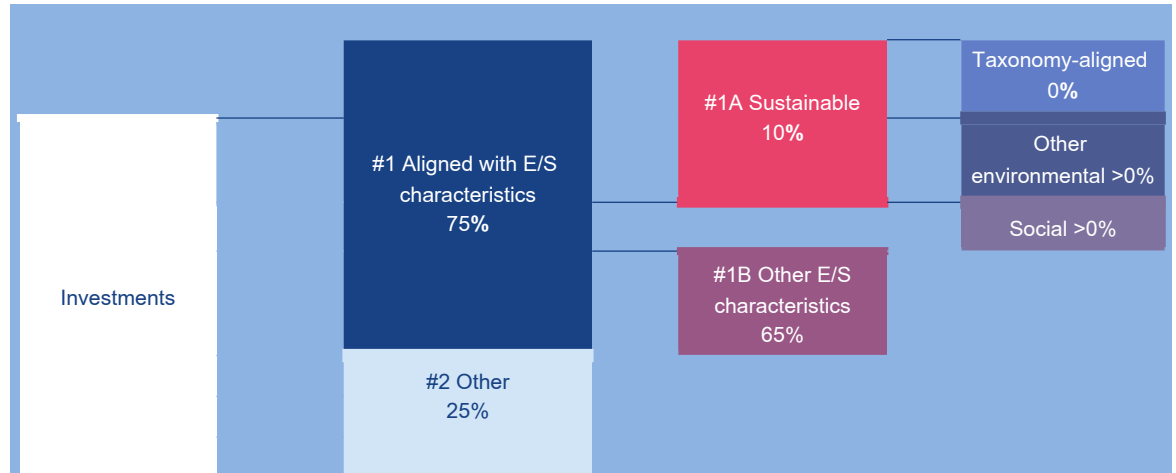 Investments
#1 Aligned with E/S
characteristics
75%
#2 Other
25%
#1A Sustainable
10%
#1B Other E/S
characteristics
65%
Taxonomy-aligned
0%
Other
environmental >0%
Social >0%